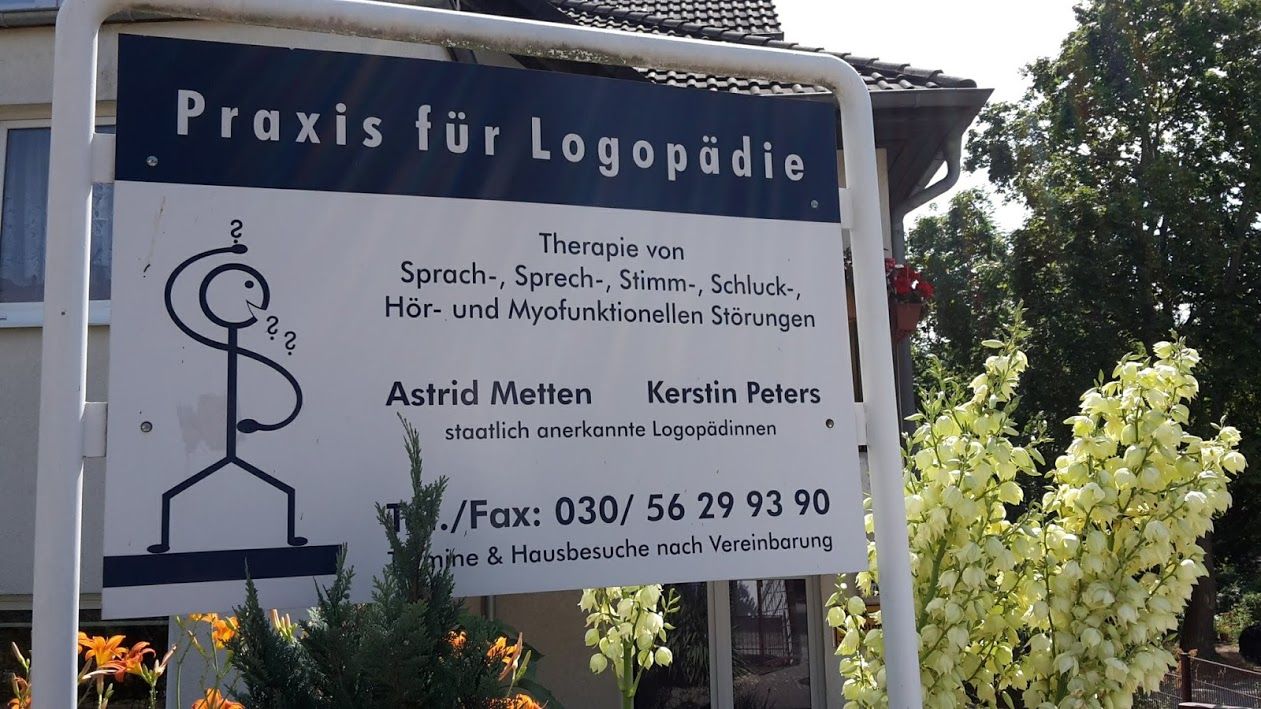 Praxis für Logopädie
?
? ? ?
Therapie von
Sprach-, Sprech-, Stimm-, Schluck-,
Hör- und Myofunktionellen Störungen
Astrid Metten Kerstin Peters
staatlich anerkannte Logopädinnen
/Fax: 030/ 56 29 93 90
& Hausbesuche nach Vereinbarung